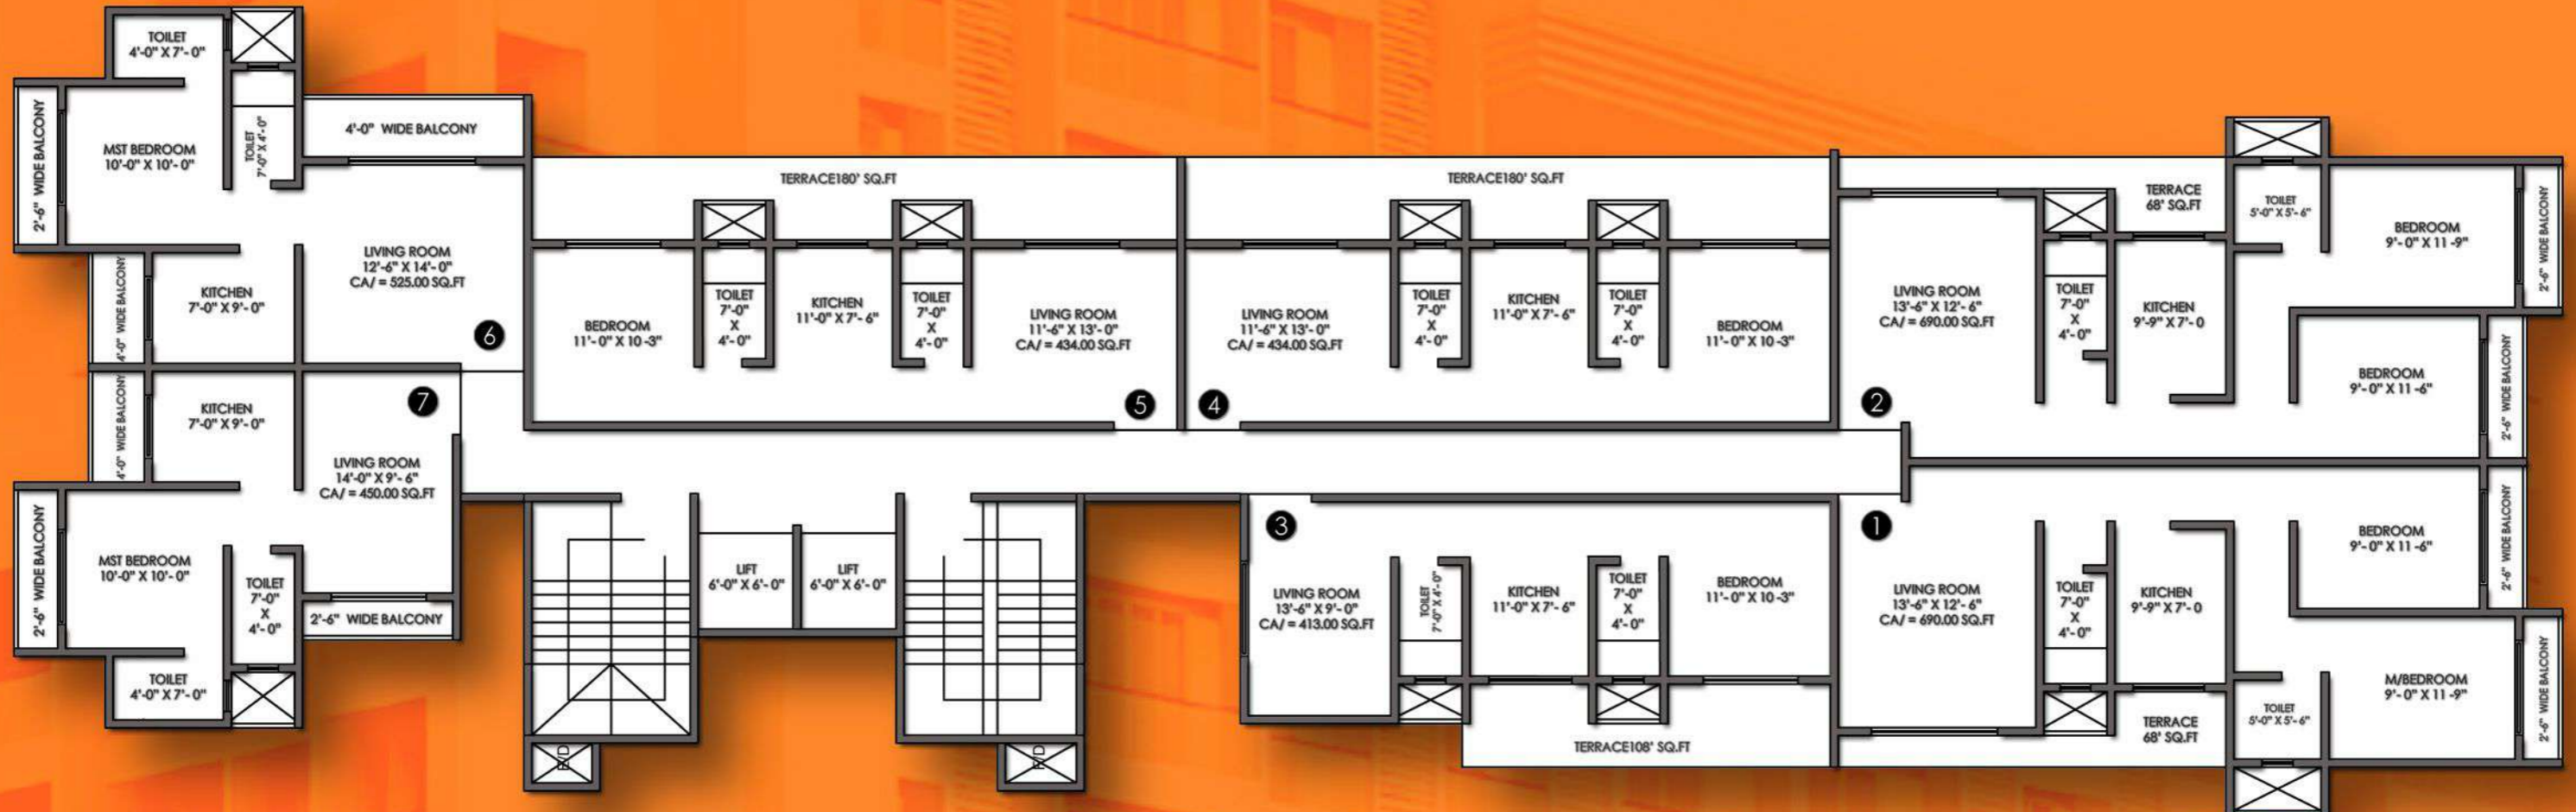 TOILET
4'-0" X 7'- 0"
2'-6" WIDE BALCONY
MST BEDROOM
10'-0" X 10'- 0"
TOILET
7'-0" X 4'- 0"
4'-0" WIDE BALCONY
LIVING ROOM
12'-6" X 14'- 0"
CA/ = 525.00 SQ.FT
4'-0" WIDE BALCONY
KITCHEN
7'-0" X 9'- 0"
6
4'-0" WIDE BALCONY
KITCHEN
7'-0" X 9'- 0"
7
LIVING ROOM
14'-0" X 9'- 6"
CA/ = 450.00 SQ.FT
2'-6" WIDE BALCONY
MST BEDROOM
10'-0" X 10'- 0"
TOILET
7'-0"
X
4'- 0"
2'-6" WIDE BALCONY
TOILET
4'-0" X 7'- 0"
TERRACE180' SQ.FT
BEDROOM
11'- 0" X 10 -3"
TOILET
7'-0"
X
4'- 0"
KITCHEN
11'-0" X 7'- 6"
TOILET
7'-0"
X
4'- 0"
LIVING ROOM
11'-6" X 13'- 0"
CA/ = 434.00 SQ.FT
5
TERRACE180' SQ.FT
LIVING ROOM
11'-6" X 13'- 0"
CA/ = 434.00 SQ.FT
4
TOILET
7'-0"
X
4'- 0"
KITCHEN
11'-0" X 7'- 6"
TOILET
7'-0"
X
4'- 0"
BEDROOM
11'- 0" X 10 -3"
LIVING ROOM
13'-6" X 12'- 6"
CA/ = 690.00 SQ.FT
2
TOILET
7'-0"
X
4'- 0"
TERRACE
68' SQ.FT
KITCHEN
9'-9" X 7'- 0
TOILET
5'-0" X 5'- 6"
BEDROOM
9'- 0" X 11 -9"
2'-6" WIDE BALCONY
BEDROOM
9'- 0" X 11 -6"
2'-6" WIDE BALCONY
LIFT
6'-0" X 6'- 0"
LIFT
6'-0" X 6'- 0"
3
LIVING ROOM
13'-6" X 9'- 0"
CA/ = 413.00 SQ.FT
TOILET
7'-0" X 4'- 0"
KITCHEN
11'-0" X 7'- 6"
TOILET
7'-0"
X
4'- 0"
BEDROOM
11'- 0" X 10 -3"
TERRACE108' SQ.FT
1
LIVING ROOM
13'-6" X 12'- 6"
CA/ = 690.00 SQ.FT
TOILET
7'-0"
X
4'- 0"
KITCHEN
9'-9" X 7'- 0
TERRACE
68' SQ.FT
BEDROOM
9'- 0" X 11 -6"
2'-6" WIDE BALCONY
M/BEDROOM
9'- 0" X 11 -9"
2'-6" WIDE BALCONY
TOILET
5'-0" X 5'- 6"